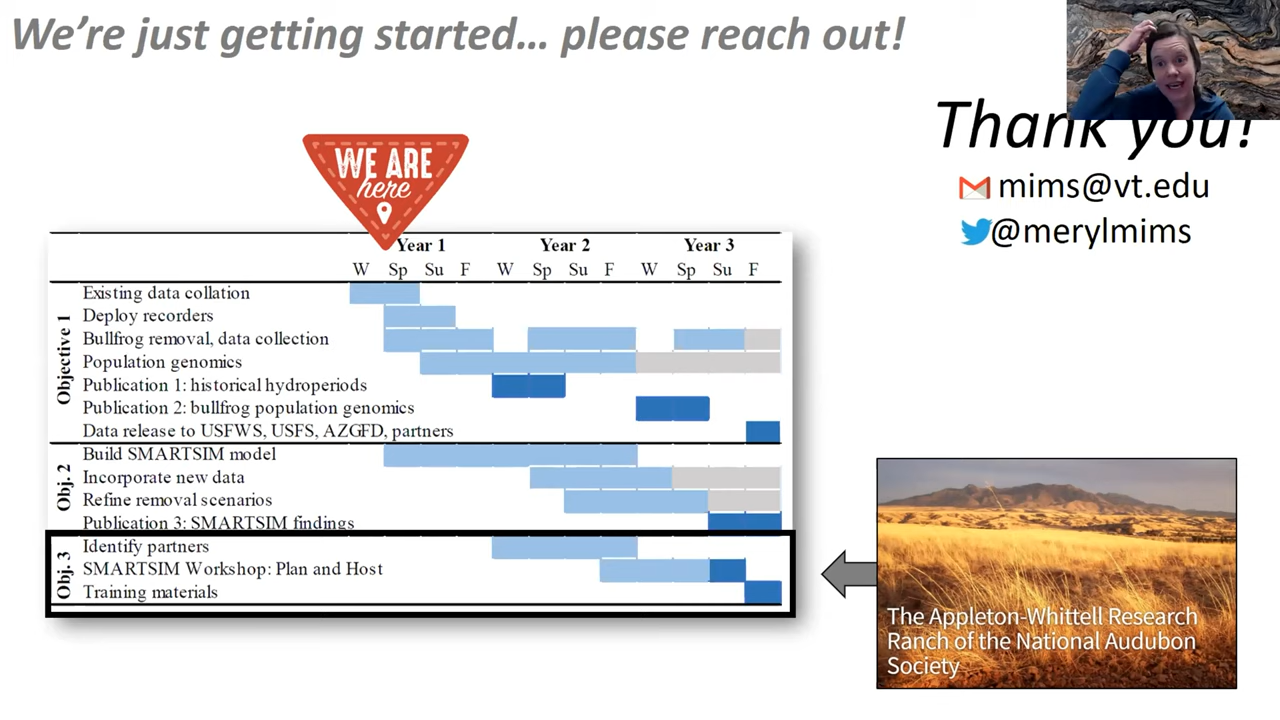 We're just getting started... please reach out!
Thank you!
mims@vt.edu
@merylmims
WE ARE
here
Year 1 Year 2 Year 3
W Sp Su F W Sp Su F W Sp Su F
Objective 1
Existing data collation
Deploy recorders
Bullfrog removal, data collection
Population genomics
Publication 1: historical hydroperiods
Publication 2: bullfrog population genomics
Data release to USFWS, USFS, AZGFD, partners
Obj. 2
Build SMARTSIM model
Incorporate new data
Refine removal scenarios
Publication 3: SMARTSIM findings
Obj. 3
Identify partners
SMARTSIM Workshop: Plan and Host
Training materials
The Appleton-Whittell Research
Ranch of the National Audubon
Society